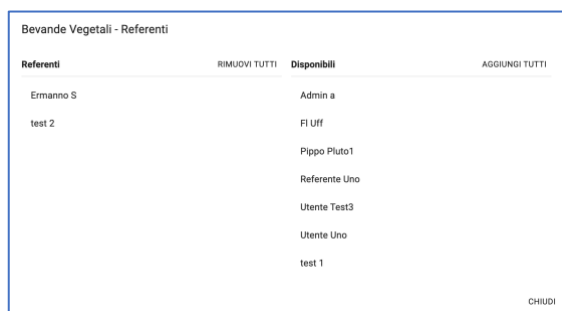 Bevande Vegetali - Referenti
Referenti RIMUOVI TUTTI
Ermanno S
test 2
Disponibili AGGIUNGI TUTTI
Admin a
Fl Uff
Pippo Pluto1
Referente Uno
Utente Test3
Utente Uno
test 1
CHIUDI